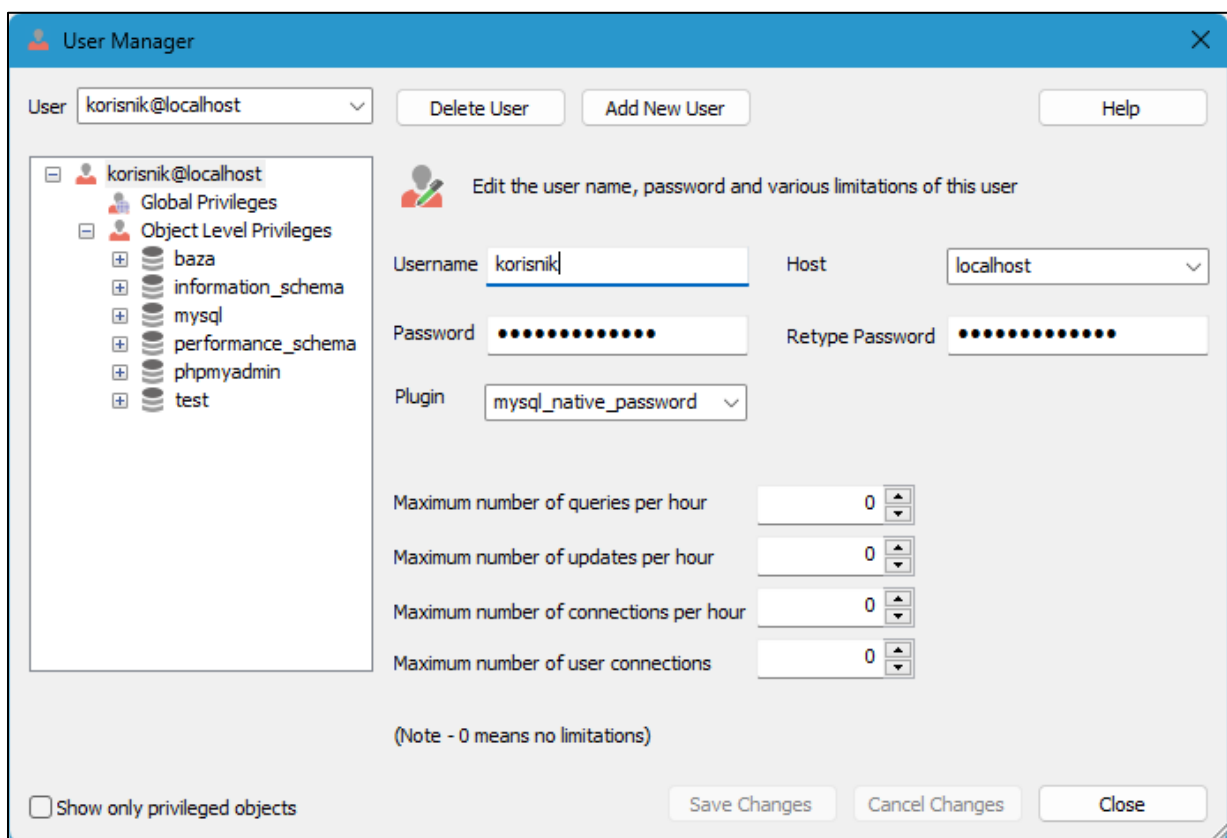 User Manager
User korisnik@localhost Delete User Add New User Help
korisnik@localhost
Global Privileges
Object Level Privileges
baza
information_schema
mysql
performance_schema
phpmyadmin
test
Edit the user name, password and various limitations of this user
Username korisnik Host localhost
Password ••••••••••••• Retype Password •••••••••••••
Plugin mysql_native_password
Maximum number of queries per hour 0
Maximum number of updates per hour 0
Maximum number of connections per hour 0
Maximum number of user connections 0
(Note - 0 means no limitations)
Show only privileged objects Save Changes Cancel Changes Close